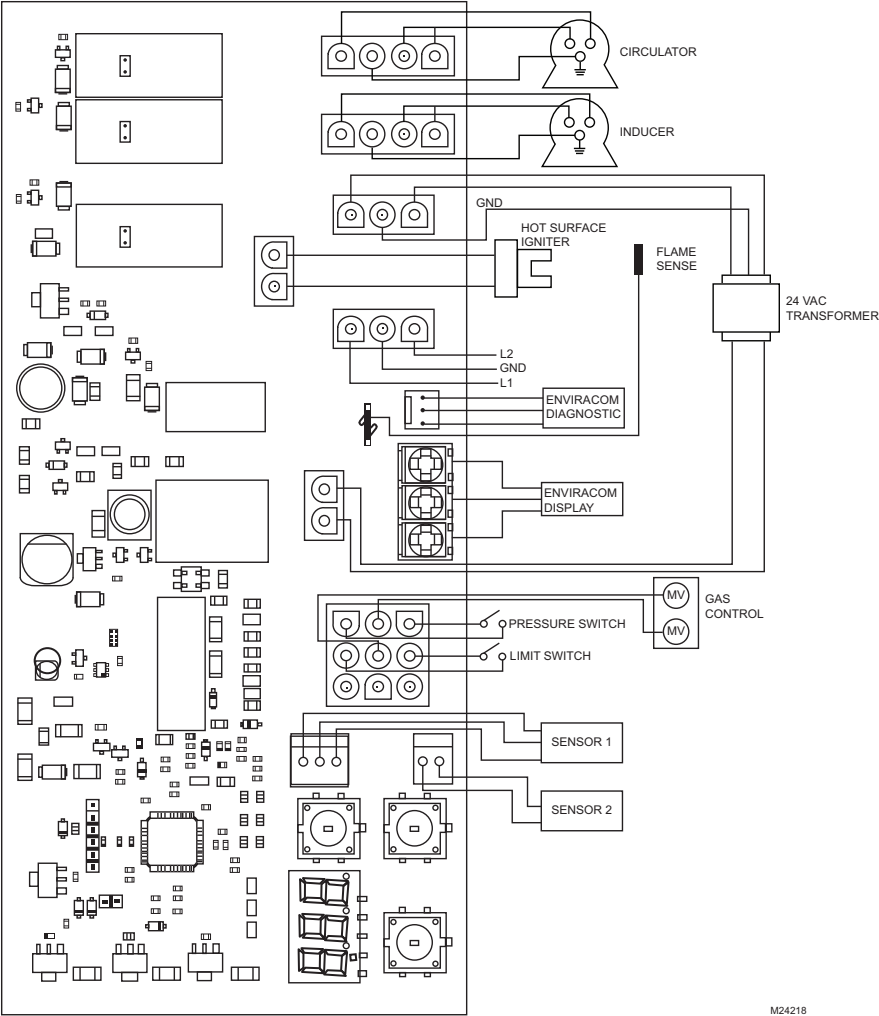 CIRCULATOR
INDUCER
GND
HOT SURFACE
IGNITER
FLAME
SENSE
24 VAC
TRANSFORMER
L2
GND
L1
ENVIRACOM
DIAGNOSTIC
ENVIRACOM
DISPLAY
MV
GAS
CONTROL
MV
PRESSURE SWITCH
LIMIT SWITCH
SENSOR 1
SENSOR 2
M24218